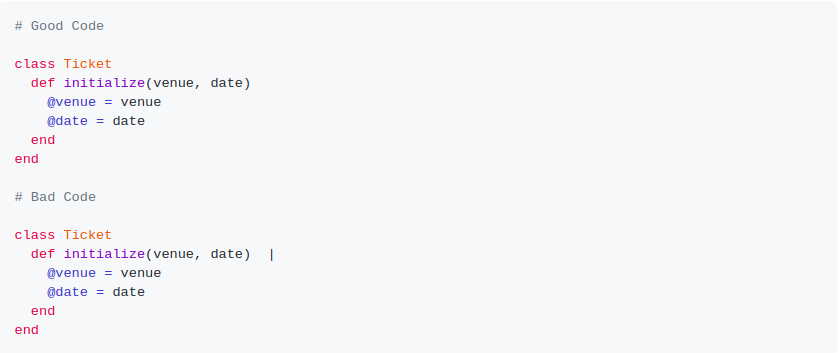 # Good Code
class Ticket
  def initialize(venue, date)
    @venue = venue
    @date = date
  end
end
# Bad Code
class Ticket
  def initialize(venue, date)  |
    @venue = venue
    @date = date
  end
end